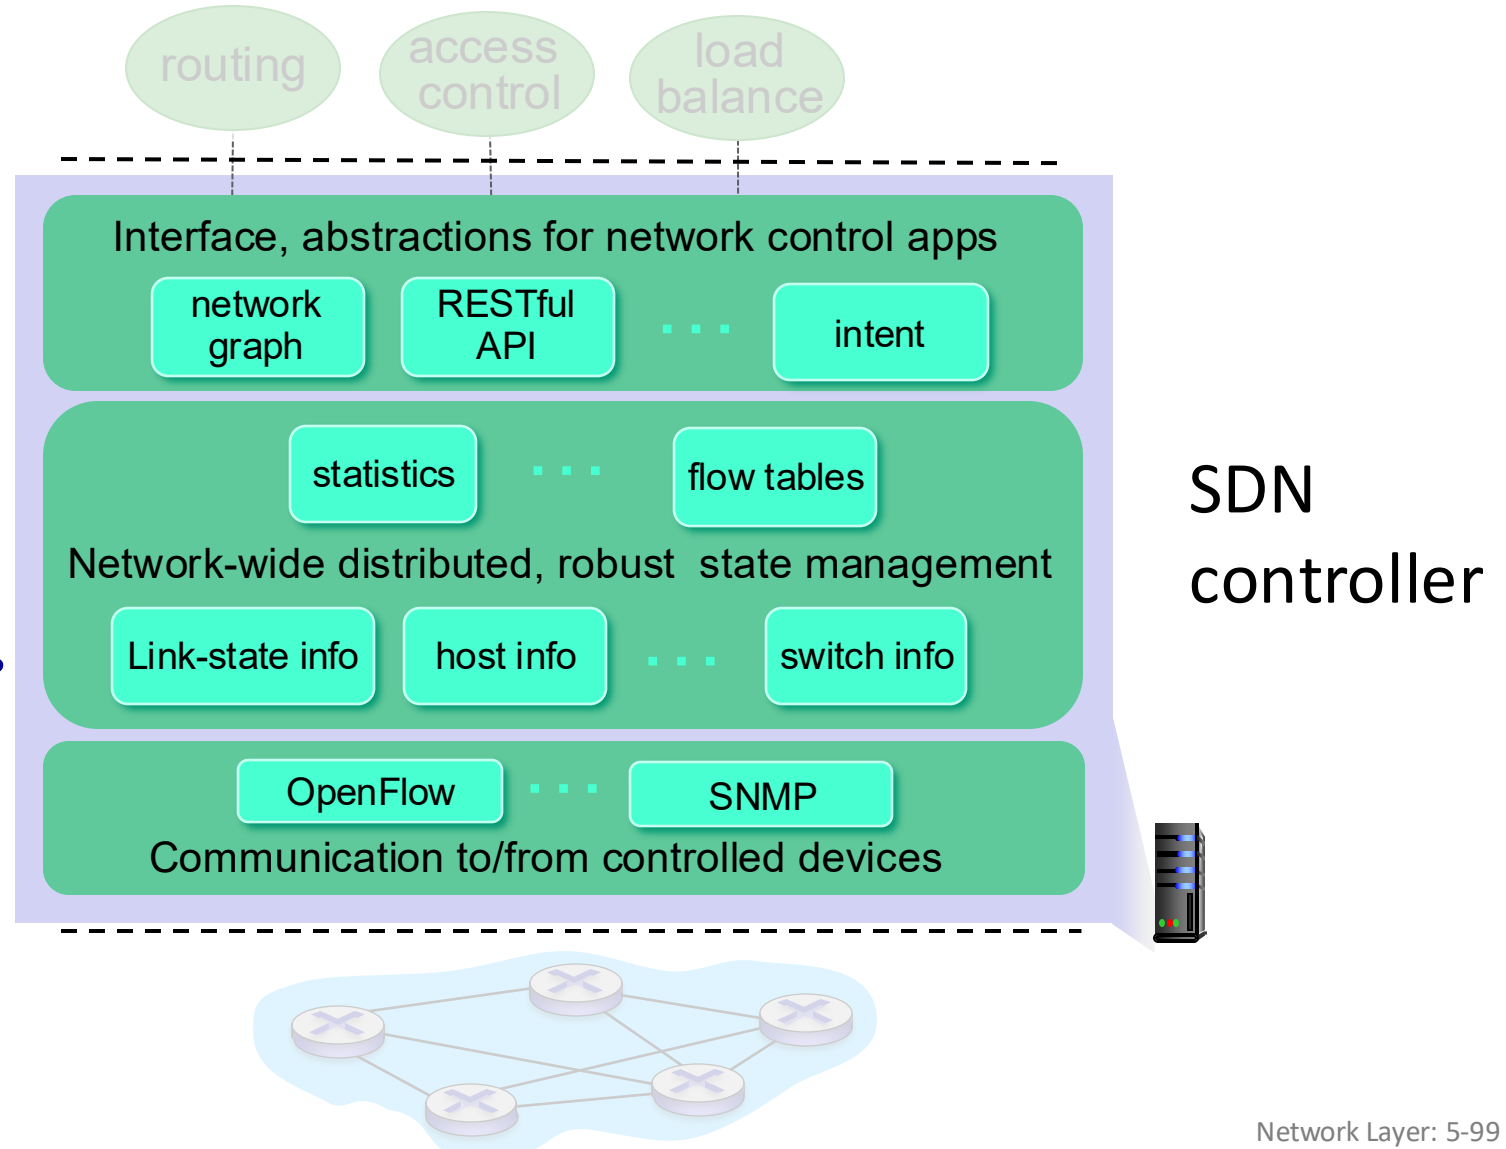 routing
access
control
load
balance
Interface, abstractions for network control apps
network
graph
RESTful
API
. . .
intent
statistics
. . .
flow tables
Network-wide distributed, robust  state management
Link-state info
host info
. . .
switch info
OpenFlow
. . .
SNMP
Communication to/from controlled devices
SDN
controller
Network Layer: 5-99